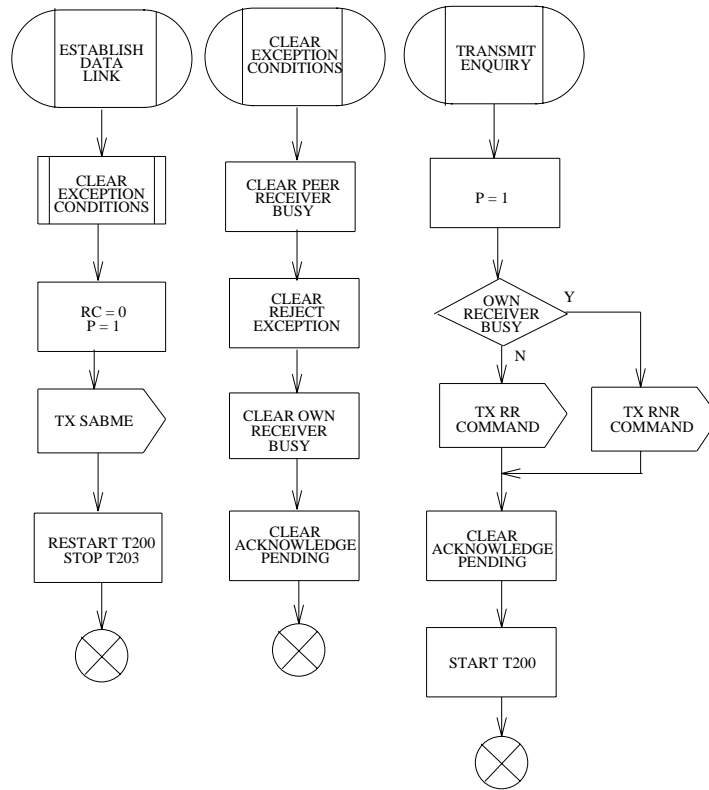 ESTABLISH
DATA
LINK
CLEAR
EXCEPTION
CONDITIONS
RC = 0
P = 1
TX SABME
RESTART T200
STOP T203
CLEAR
EXCEPTION
CONDITIONS
CLEAR PEER
RECEIVER
BUSY
CLEAR
REJECT
EXCEPTION
CLEAR OWN
RECEIVER
BUSY
CLEAR
ACKNOWLEDGE
PENDING
TRANSMIT
ENQUIRY
P = 1
OWN
RECEIVER
BUSY
Y
N
TX RR
COMMAND
TX RNR
COMMAND
CLEAR
ACKNOWLEDGE
PENDING
START T200